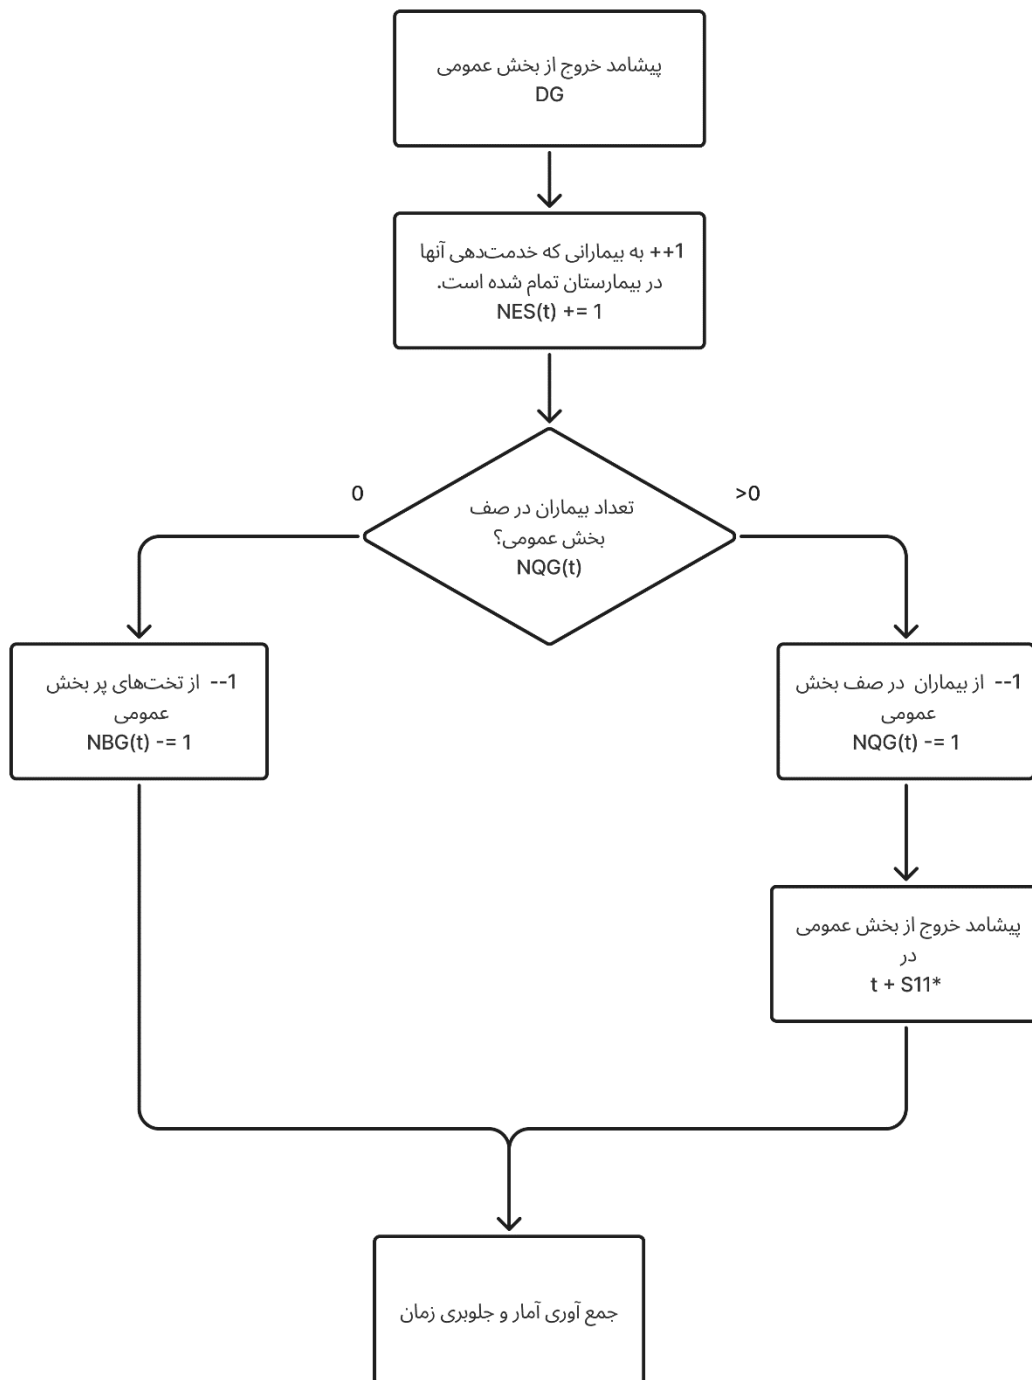 پیشامد خروج از بخش عمومی
DG
++1 به بیمارانی که خدمت‌دهی آنها
در بیمارستان تمام شده است.
NES(t) += 1
0
>0
تعداد بیماران در صف
بخش عمومی؟
NQG(t)
--1 از تخت‌های پر بخش
عمومی
NBG(t) -= 1
--1 از بیماران در صف بخش
عمومی
NQG(t) -= 1
پیشامد خروج از بخش عمومی
در
t + S11*
جمع آوری آمار و جلوبری زمان